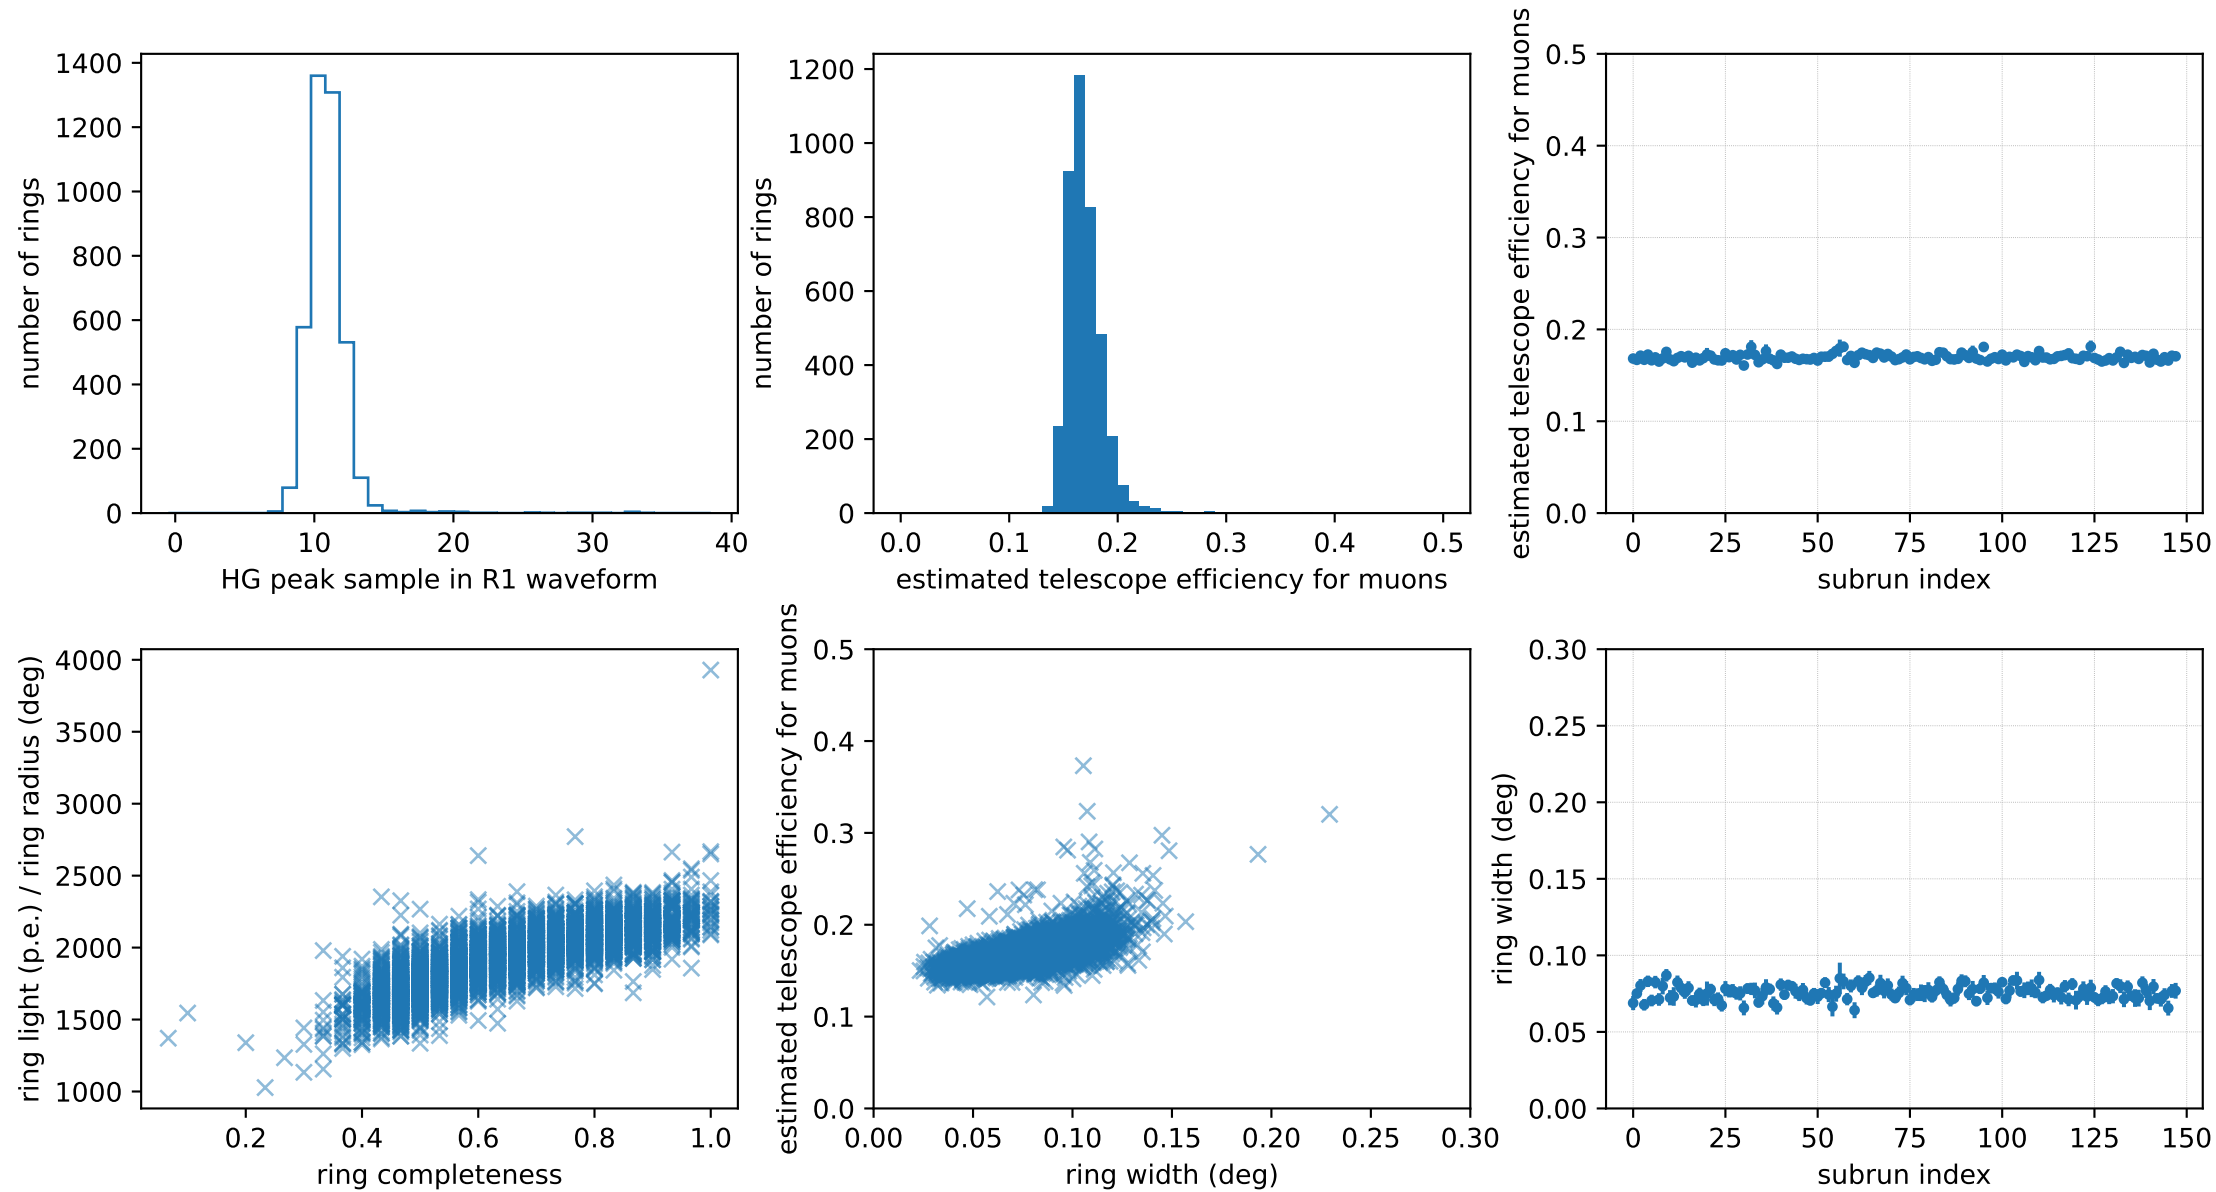 1400
1200
1000
800
600
400
200
0
number of rings
0 10 20 30 40
HG peak sample in R1 waveform
1200
1000
800
600
400
200
0
number of rings
0.0 0.1 0.2 0.3 0.4 0.5
estimated telescope efficiency for muons
0.5
0.4
0.3
0.2
0.1
0.0
estimated telescope efficiency for muons
0 25 50 75 100 125 150
subrun index
4000
3500
3000
2500
2000
1500
1000
ring light (p.e.) / ring radius (deg)
0.2 0.4 0.6 0.8 1.0
ring completeness
0.5
0.4
0.3
0.2
0.1
0.0
estimated telescope efficiency for muons
0.00 0.05 0.10 0.15 0.20 0.25 0.30
ring width (deg)
0.30
0.25
0.20
0.15
0.10
0.05
0.00
ring width (deg)
0 25 50 75 100 125 150
subrun index